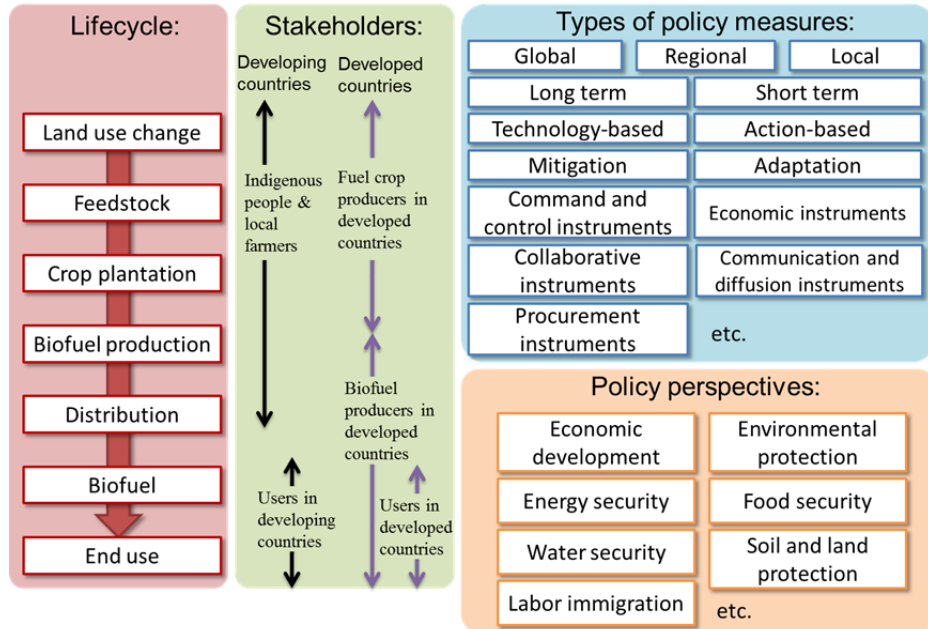 Lifecycle:
Land use change
Feedstock
Crop plantation
Biofuel production
Distribution
Biofuel
End use
Stakeholders:
Developing
countries
Developed
countries
Indigenous
people &
local
farmers
Fuel crop
producers in
developed
countries
Biofuel
producers in
developed
countries
Users in
developing
countries
Users in
developed
countries
Types of policy measures:
Global
Regional
Local
Long term
Short term
Technology-based
Action-based
Mitigation
Adaptation
Command and
control instruments
Economic instruments
Collaborative
instruments
Communication and
diffusion instruments
Procurement
instruments
etc.
Policy perspectives:
Economic
development
Environmental
protection
Energy security
Food security
Water security
Soil and land
protection
Labor immigration
etc.